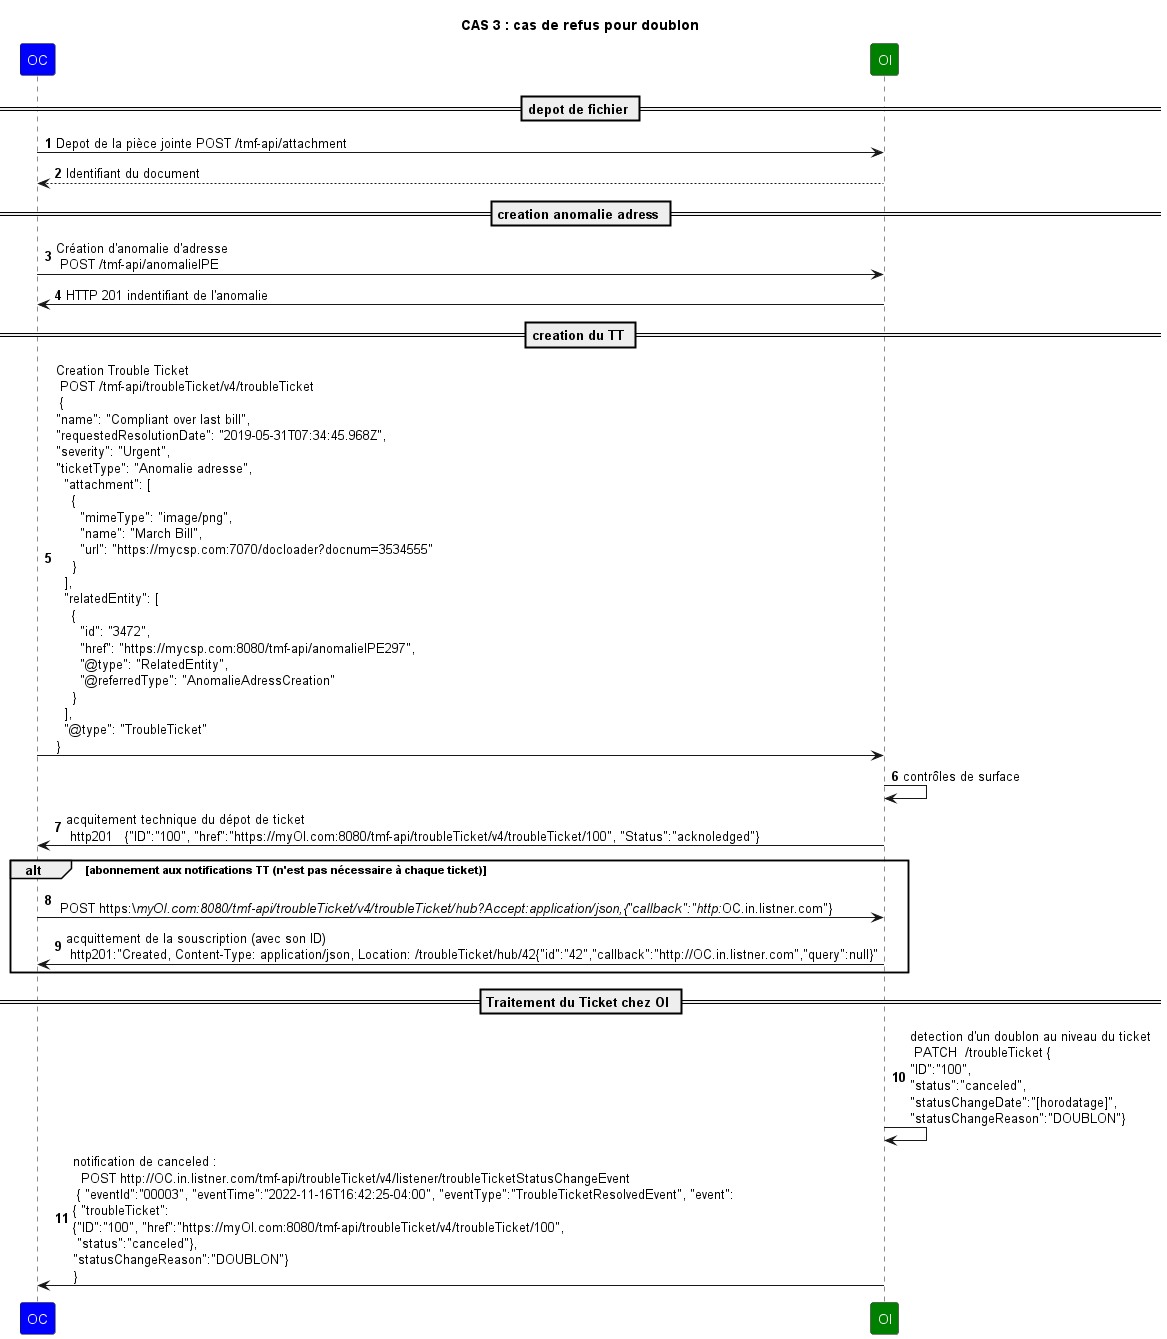 CAS 3 : cas de refus pour doublon
OC
OI
depot de fichier
1 Depot de la pièce jointe POST /tmf-api/attachment
2 Identifiant du document
creation anomalie adress
3 Création d'anomalie d'adresse
POST /tmf-api/anomalieIPE
4 HTTP 201 indentifiant de l'anomalie
creation du TT
Creation Trouble Ticket
POST /tmf-api/troubleTicket/v4/troubleTicket
{
"name": "Compliant over last bill",
"requestedResolutionDate": "2019-05-31T07:34:45.968Z",
"severity": "Urgent",
"ticketType": "Anomalie adresse",
"attachment": [
{
"mimeType": "image/png",
"name": "March Bill",
5 "url": "https://mycsp.com:7070/docloader?docnum=3534555"
}
],
"relatedEntity": [
{
"id": "3472",
"href": "https://mycsp.com:8080/tmf-api/anomalieIPE297",
"@type": "RelatedEntity",
"@referredType": "AnomalieAdressCreation"
}
],
"@type": "TroubleTicket"
}
6 contrôles de surface
7 acquitement technique du dépot de ticket
http201 {"ID":"100", "href":"https://myOI.com:8080/tmf-api/troubleTicket/v4/troubleTicket/100", "Status":"acknoledged"}
alt [abonnement aux notifications TT (n'est pas nécessaire à chaque ticket)]
8 POST https:\myOI.com:8080/tmf-api/troubleTicket/v4/troubleTicket/hub?Accept:application/json,{"callback":"http:OC.in.listner.com"}
9 acquittement de la souscription (avec son ID)
http201:"Created, Content-Type: application/json, Location: /troubleTicket/hub/42{"id":"42","callback":"http://OC.in.listner.com","query":null}"
Traitement du Ticket chez OI
detection d'un doublon au niveau du ticket
PATCH /troubleTicket {
10 "ID":"100",
"status":"canceled",
"statusChangeDate":"[horodatage]",
"statusChangeReason":"DOUBLON"}
notification de canceled :
POST http://OC.in.listner.com/tmf-api/troubleTicket/v4/listener/troubleTicketStatusChangeEvent
{ "eventId":"00003", "eventTime":"2022-11-16T16:42:25-04:00", "eventType":"TroubleTicketResolvedEvent", "event":
11 { "troubleTicket":
{"ID":"100", "href":"https://myOI.com:8080/tmf-api/troubleTicket/v4/troubleTicket/100",
"status":"canceled"},
"statusChangeReason":"DOUBLON"}
}
OC
OI